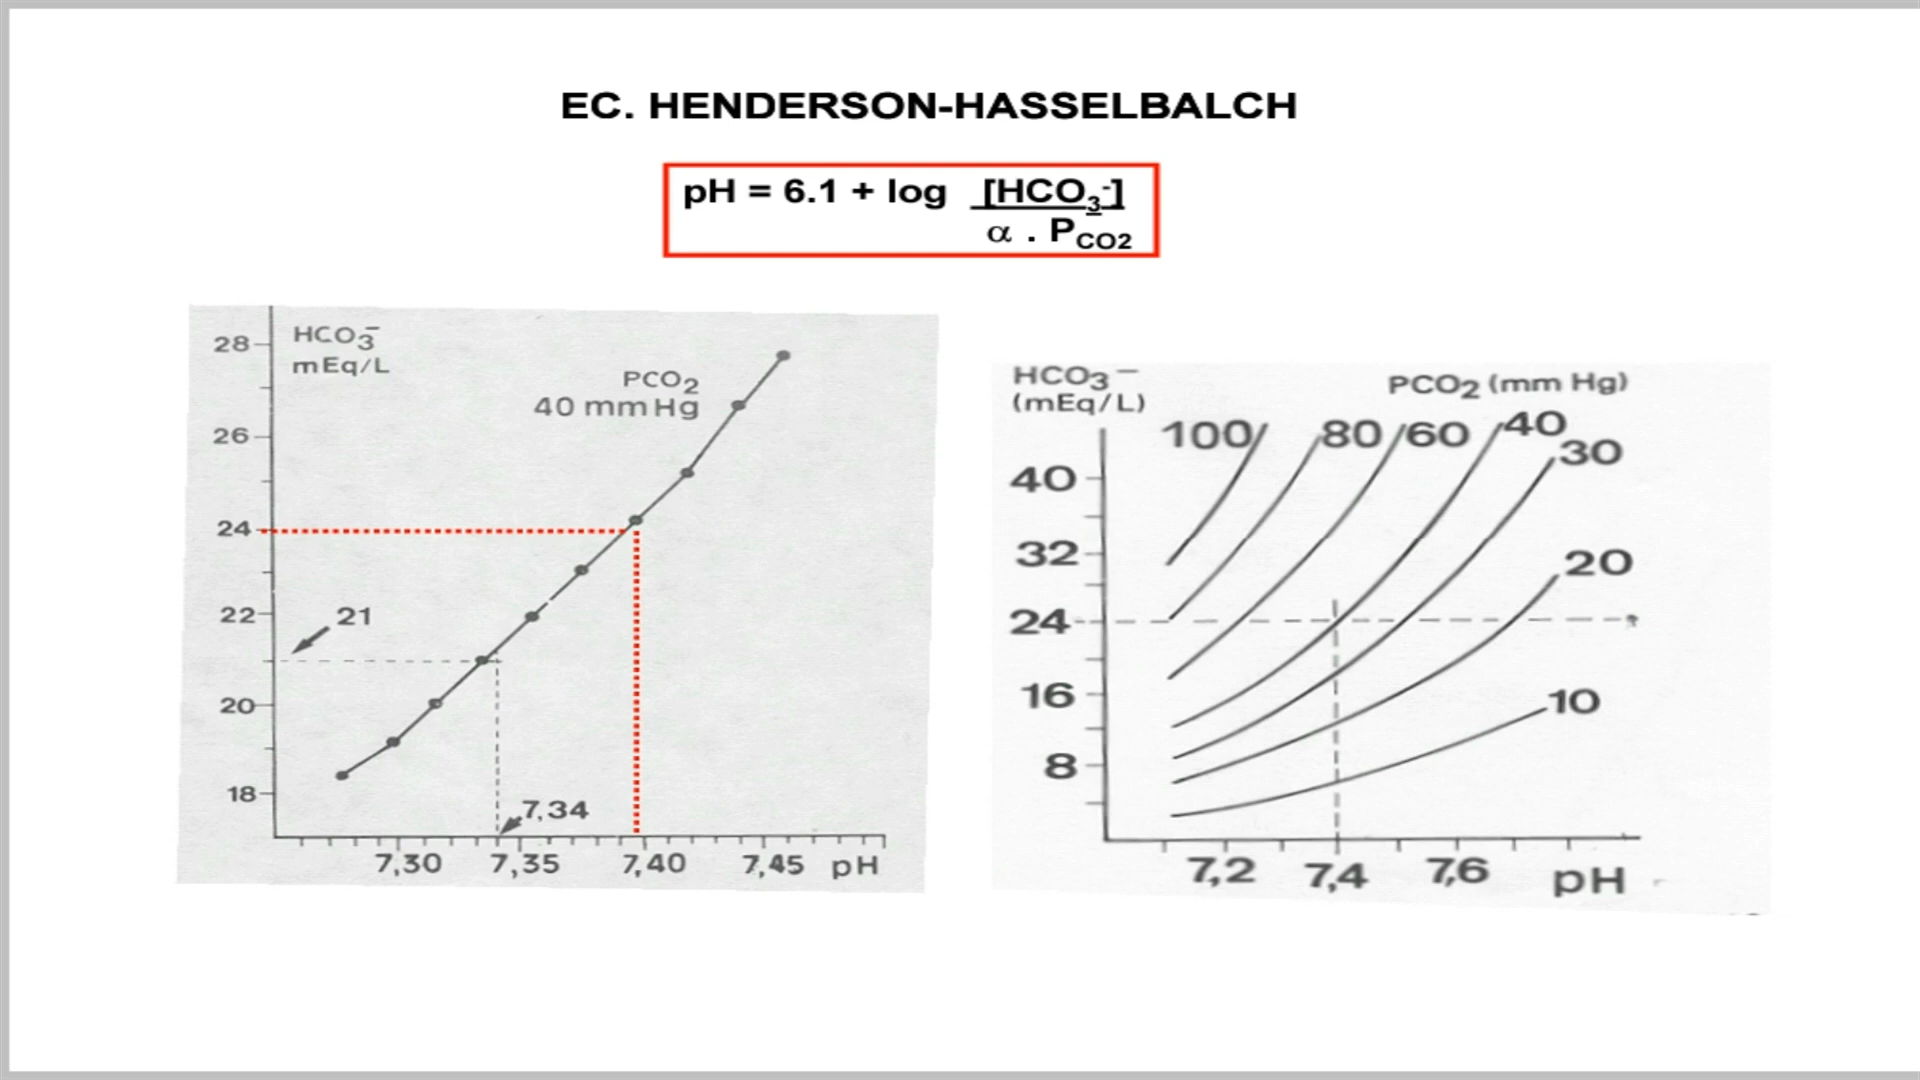 EC. HENDERSON-HASSELBALCH
pH = 6.1 + log [HCO3-]
α . PCO2
HCO3-
mEq/L
PCO2
40 mm Hg
28
26
24
22
21
20
18
7,34
7,30 7,35 7,40 7,45 pH
HCO3-
(mEq/L)
PCO2 (mm Hg)
100 80 60 40
30
20
10
40
32
24
16
8
7,2 7,4 7,6 pH